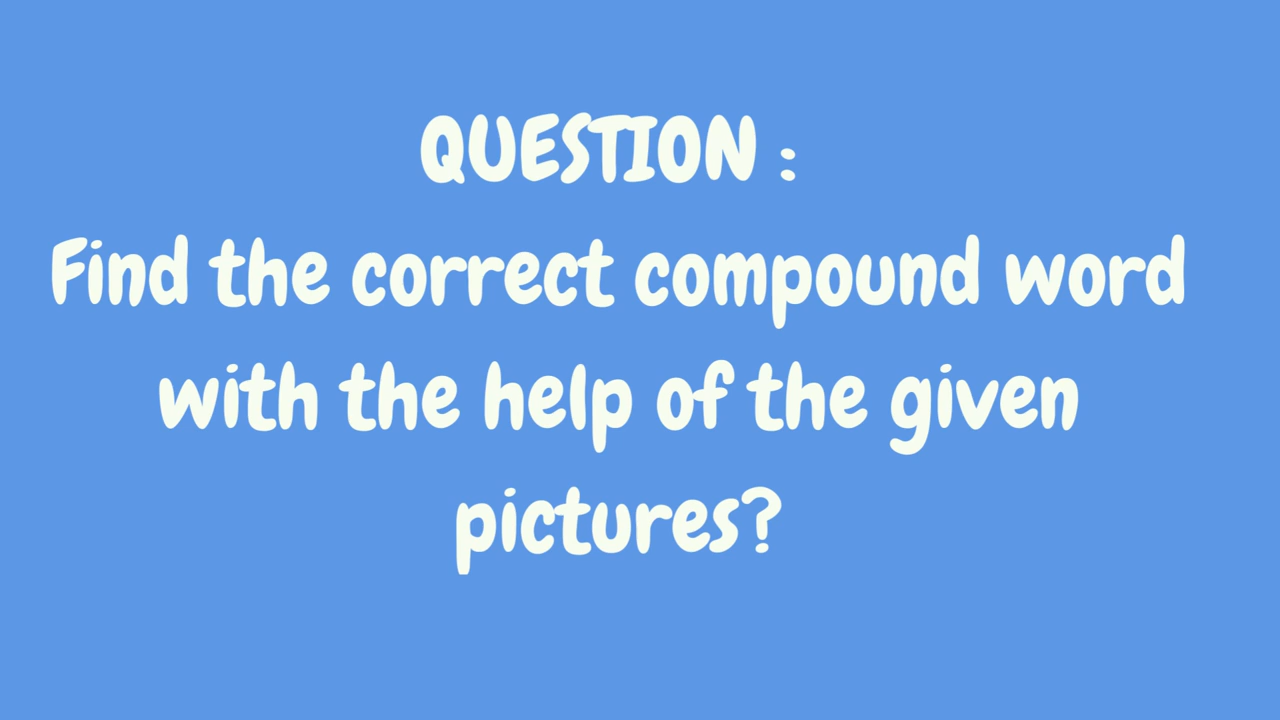 QUESTION :
Find the correct compound word
with the help of the given
pictures?